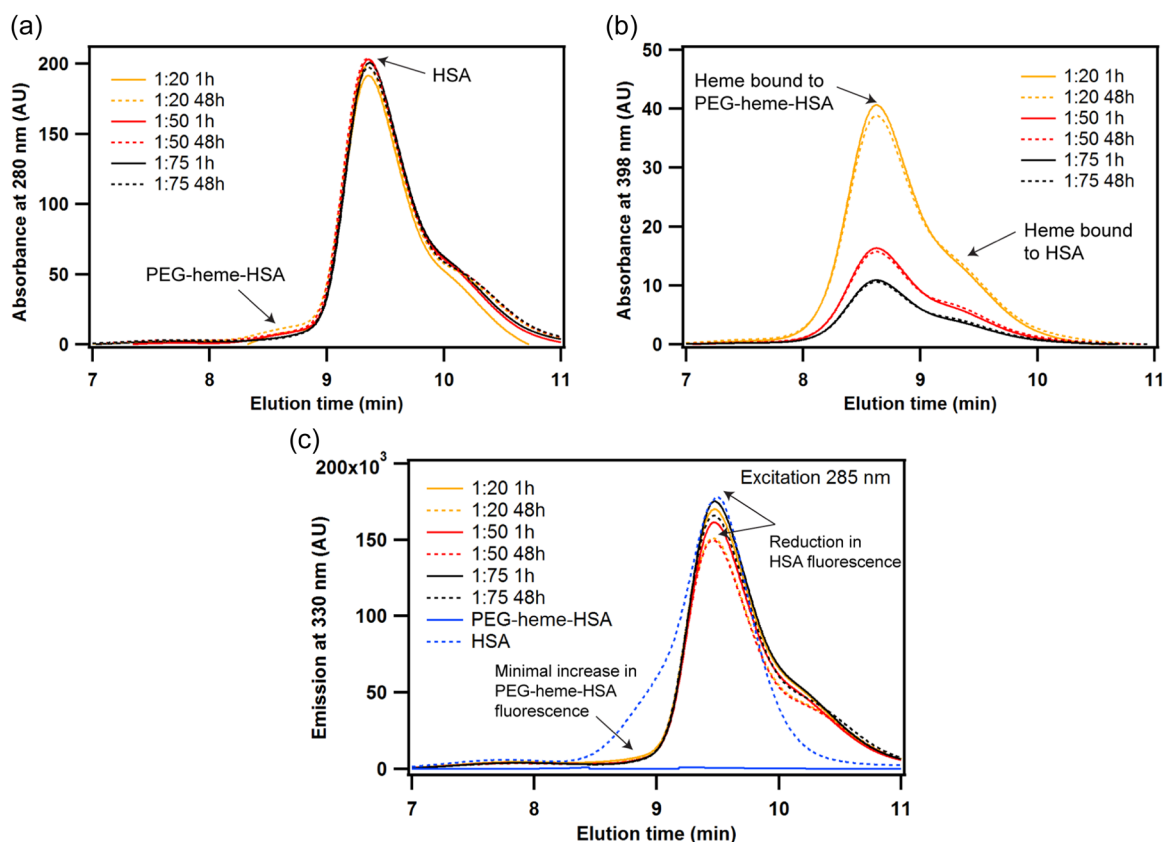 (a)
Absorbance at 280 nm (AU)
200
150
100
50
0
1:20 1h
1:20 48h
1:50 1h
1:50 48h
1:75 1h
1:75 48h
HSA
PEG-heme-HSA
7 8 9 10 11
Elution time (min)
(b)
Absorbance at 398 nm (AU)
50
40
30
20
10
0
Heme bound to
PEG-heme-HSA
1:20 1h
1:20 48h
1:50 1h
1:50 48h
1:75 1h
1:75 48h
Heme bound
to HSA
7 8 9 10 11
Elution time (min)
(c)
Emission at 330 nm (AU)
200x10³
150
100
50
0
1:20 1h
1:20 48h
1:50 1h
1:50 48h
1:75 1h
1:75 48h
PEG-heme-HSA
HSA
Excitation 285 nm
Reduction in
HSA fluorescence
Minimal increase in
PEG-heme-HSA
fluorescence
7 8 9 10 11
Elution time (min)